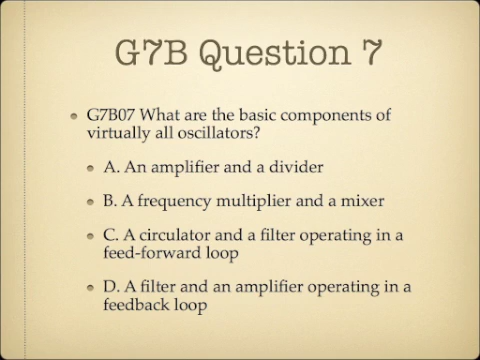 G7B Question 7
G7B07 What are the basic components of
virtually all oscillators?
A. An amplifier and a divider
B. A frequency multiplier and a mixer
C. A circulator and a filter operating in a
feed-forward loop
D. A filter and an amplifier operating in a
feedback loop